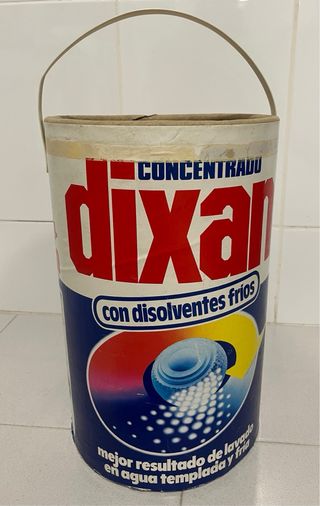 CONCENTRADO
dixan
con disolventes fríos
mejor resultado de lavado
en agua templada y fría